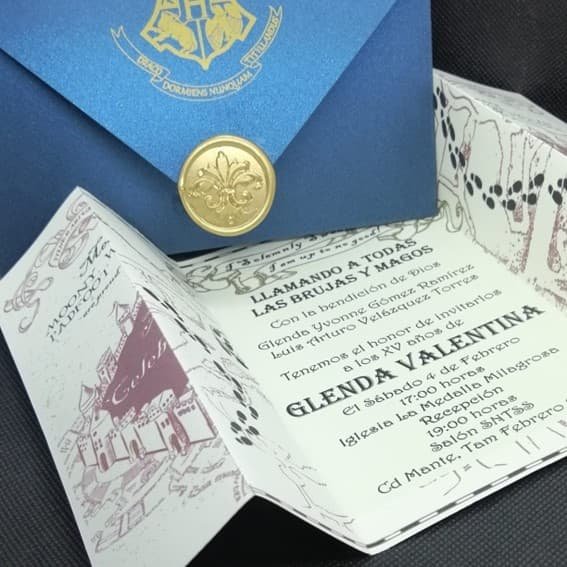 H
DRACO DORMIENS NUNQUAM TITILLANDUS
MOONY W
PADFOOT
I Solemnly
I am up to no good!
LLAMANDO A TODAS
LAS BRUJAS Y MAGOS
Con la bendición de Dios
Glenda Yvonne Gómez Ramírez
Luis Arturo Velázquez Torres
Tenemos el honor de invitarlos
a los XV años de
GLENDA VALENTINA
El Sábado 4 de Febrero
17:00 horas
Iglesia La Medalla Milagrosa
Recepción
19:00 horas
Salón SNTSS
Cd Mante, Tam Febrero